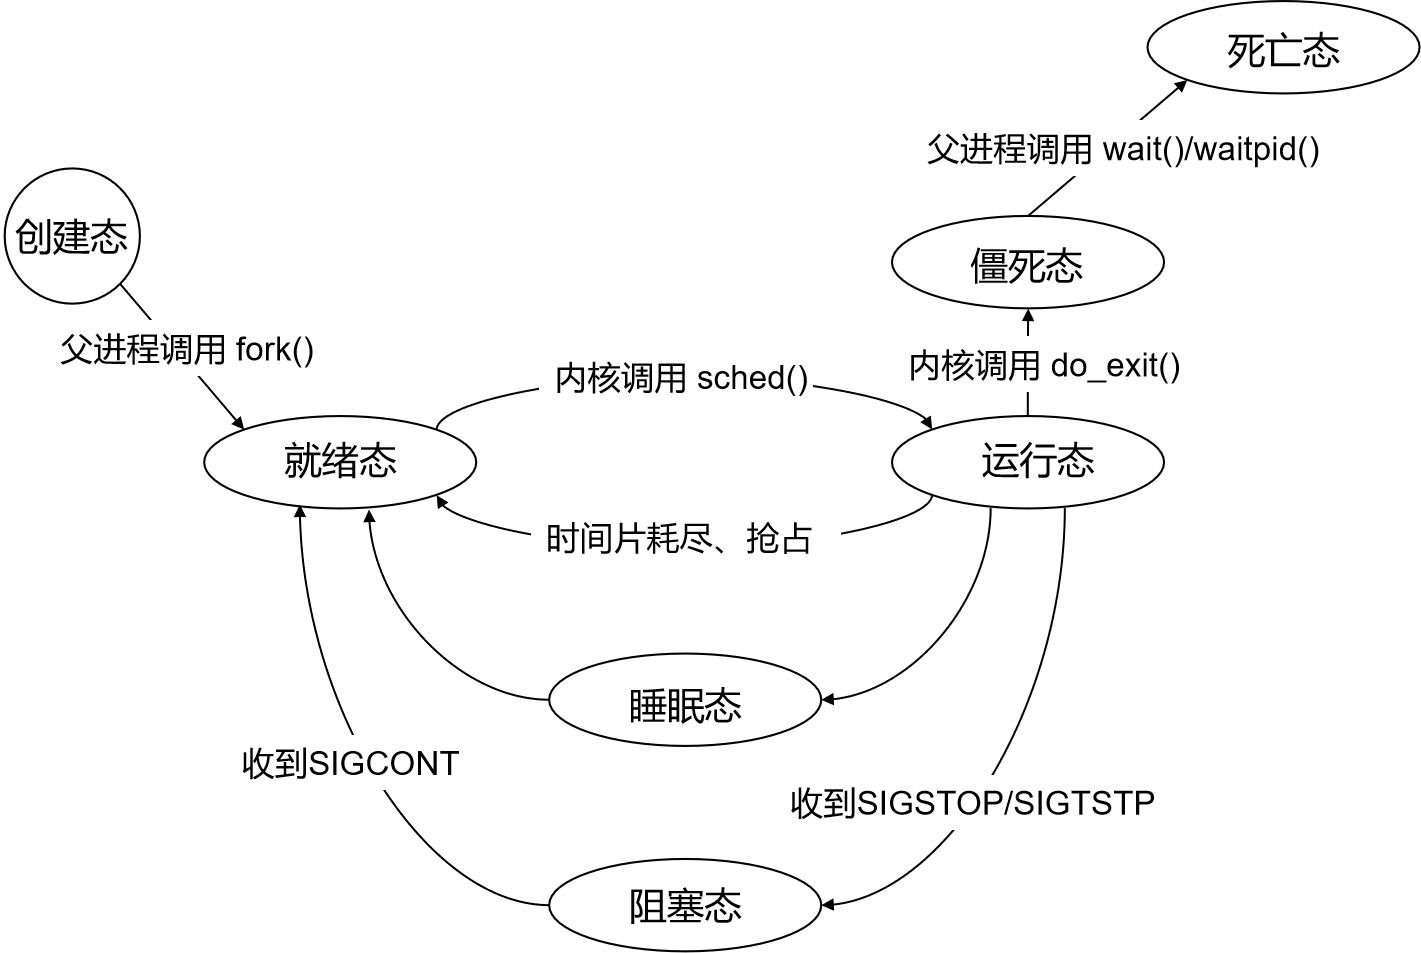 死亡态
父进程调用 wait()/waitpid()
创建态
僵死态
父进程调用 fork()
内核调用 sched()
内核调用 do_exit()
就绪态
运行态
时间片耗尽、抢占
睡眠态
收到SIGCONT
收到SIGSTOP/SIGTSTP
阻塞态